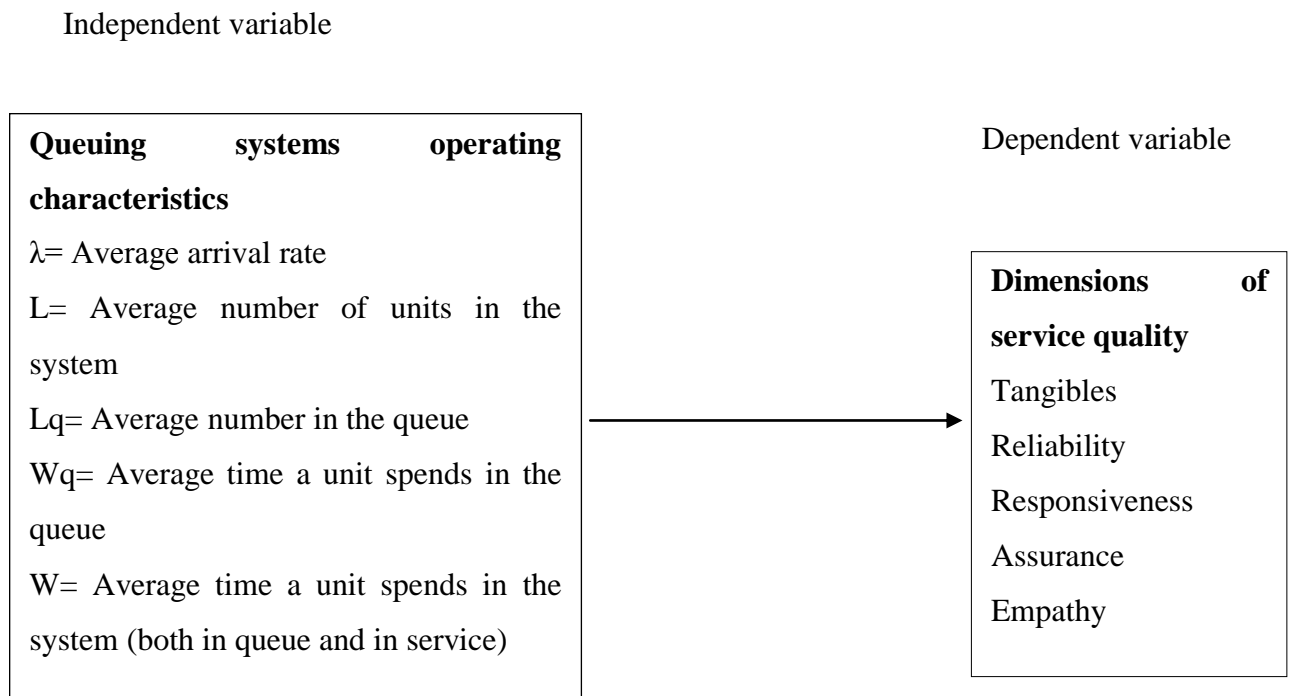 Independent variable
Queuing systems operating
characteristics
λ= Average arrival rate
L= Average number of units in the
system
Lq= Average number in the queue
Wq= Average time a unit spends in the
queue
W= Average time a unit spends in the
system (both in queue and in service)
Dependent variable
Dimensions of
service quality
Tangibles
Reliability
Responsiveness
Assurance
Empathy